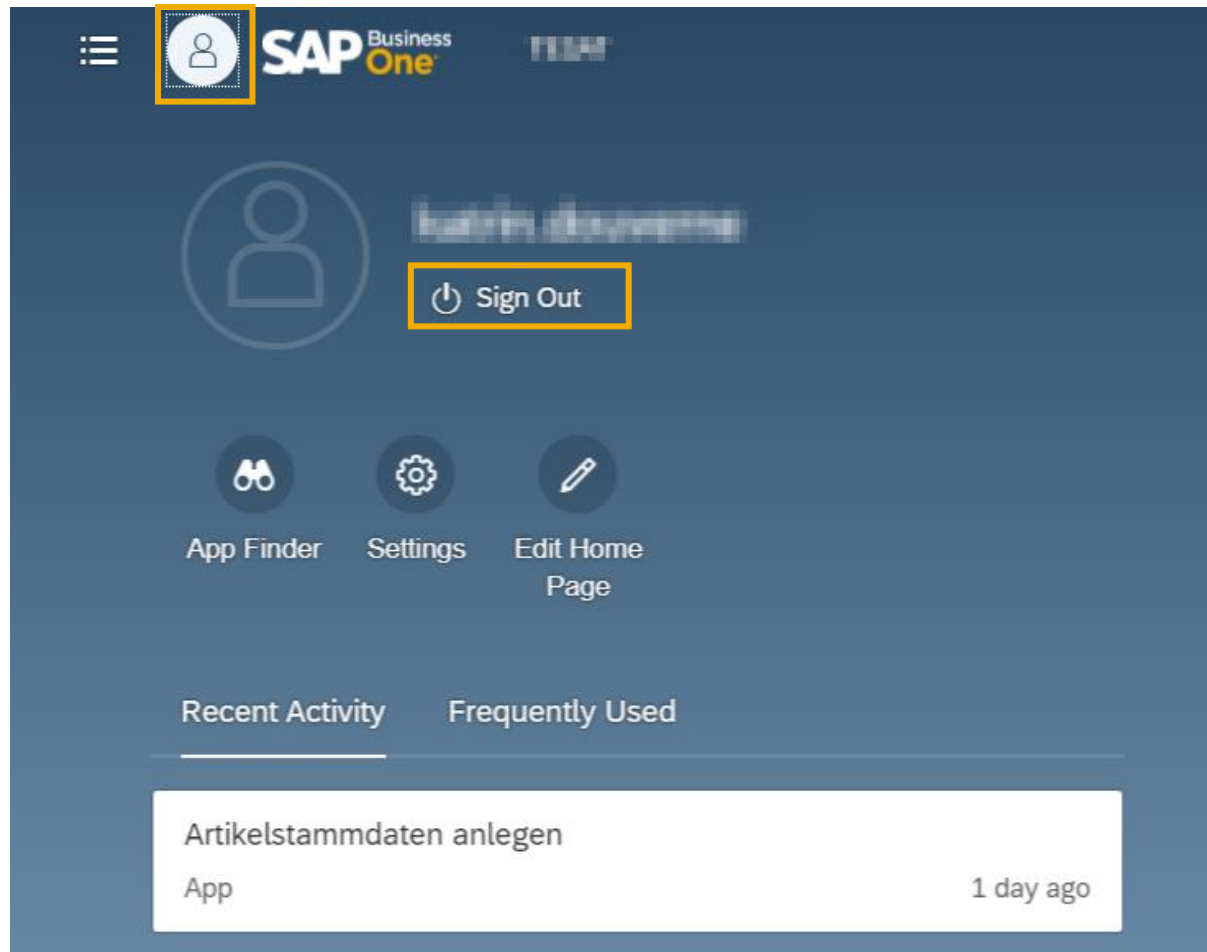 SAP Business One
Sign Out
App Finder
Settings
Edit Home
Page
Recent Activity
Frequently Used
Artikelstammdaten anlegen
App
1 day ago